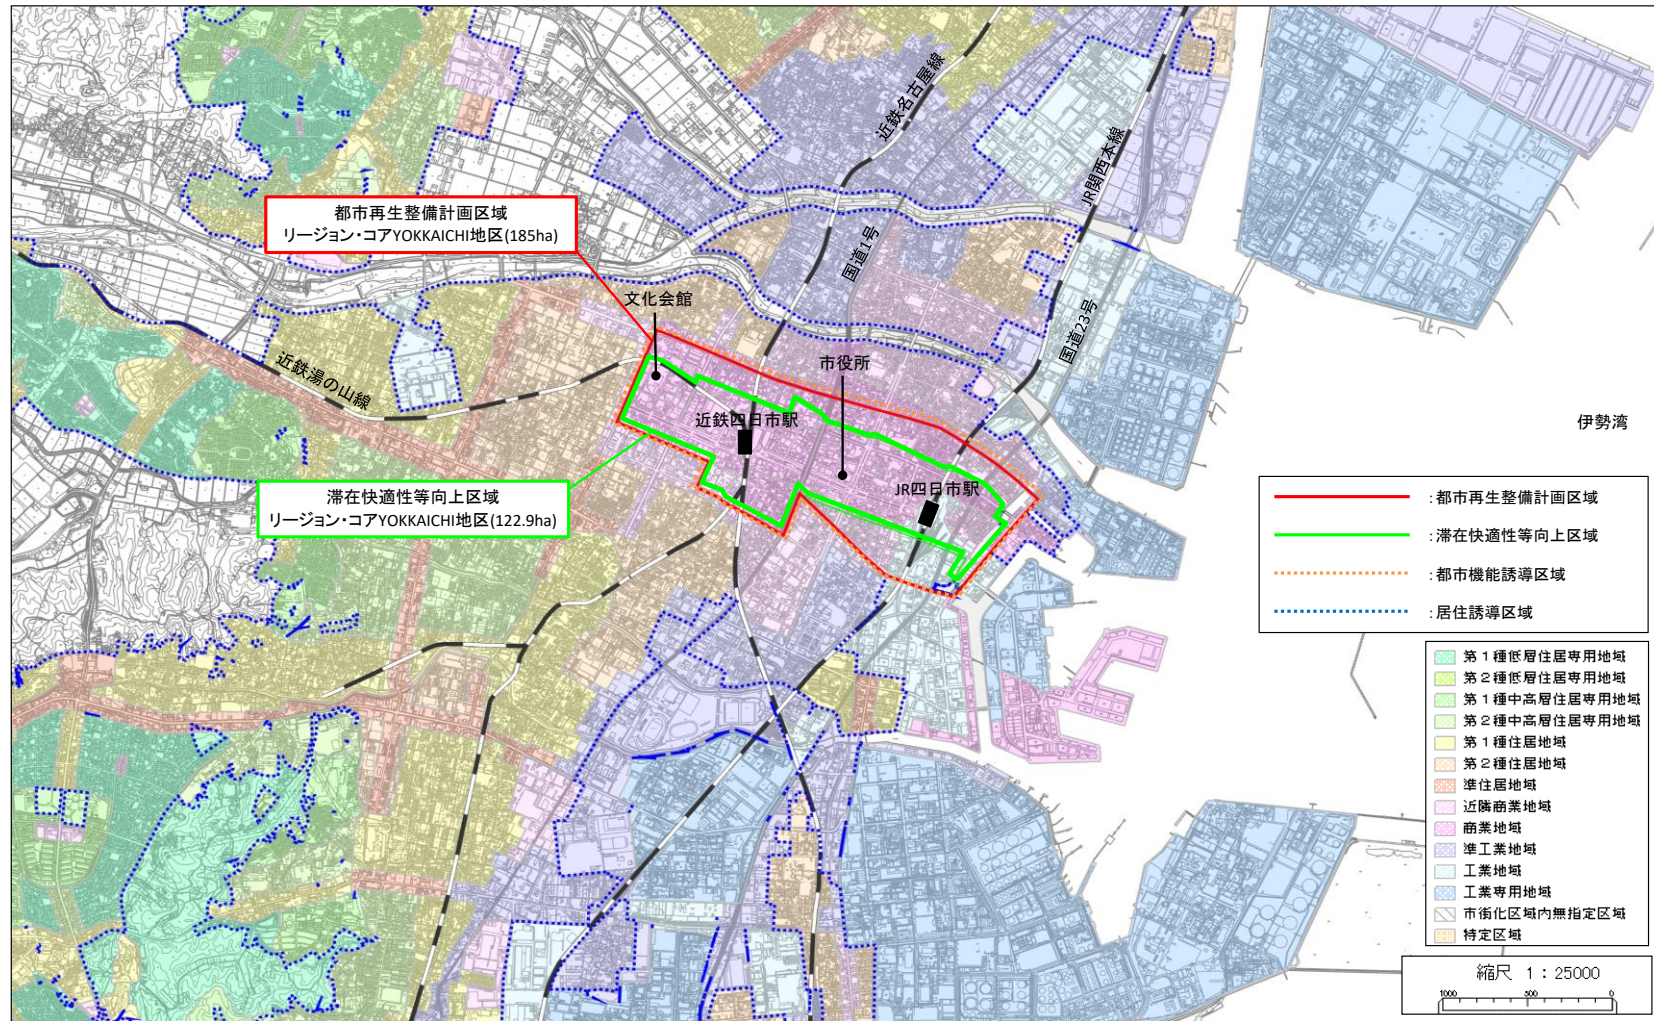 近鉄名古屋線
JR関西本線
都市再生整備計画区域
リージョン・コアYOKKAICHI地区(185ha)
国道1号
文化会館
国道23号
市役所
近鉄湯の山線
近鉄四日市駅
伊勢湾
滞在快適性等向上区域
リージョン・コアYOKKAICHI地区(122.9ha)
JR四日市駅
:都市再生整備計画区域
:滞在快適性等向上区域
:都市機能誘導区域
:居住誘導区域
第1種低層住居専用地域
第2種低層住居専用地域
第1種中高層住居専用地域
第2種中高層住居専用地域
第1種住居地域
第2種住居地域
準住居地域
近隣商業地域
商業地域
準工業地域
工業地域
工業専用地域
市街化区域内無指定区域
特定区域
縮尺 1:25000
1000 500 0